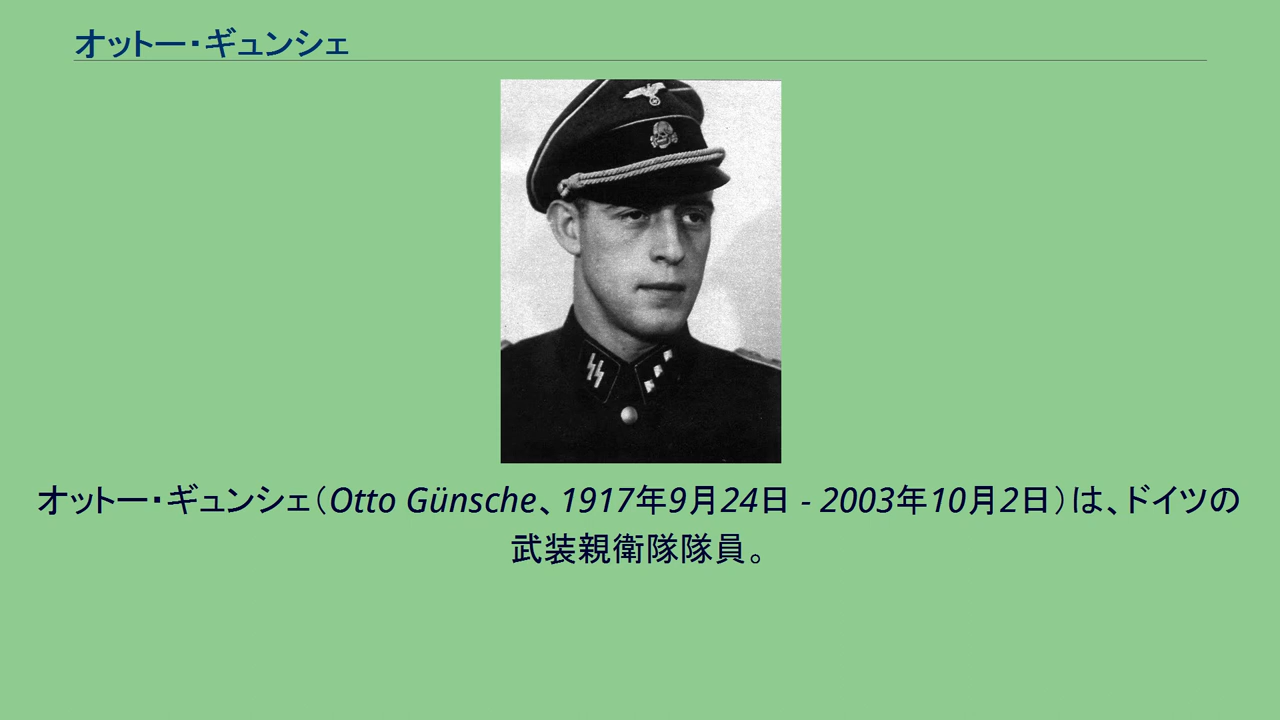 オットー・ギュンシェ
オットー・ギュンシェ（Otto Günsche、1917年9月24日 - 2003年10月2日）は、ドイツの
武装親衛隊隊員。